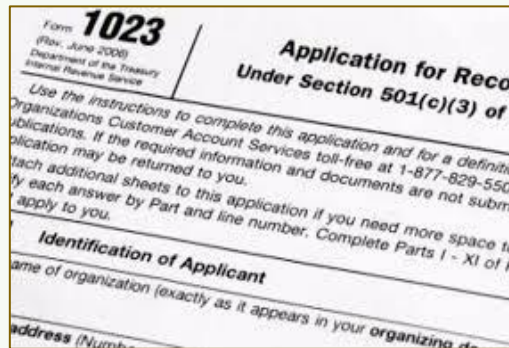 Form 1023
(Rev. June 2006)
Department of the Treasury
Internal Revenue Service
Application for Reco
Under Section 501(c)(3) of
Use the instructions to complete this application and for a definitio
Organizations Customer Account Services toll-free at 1-877-829-550
ublications. If the required information and documents are not subm
plication may be returned to you.
ttach additional sheets to this application if you need more space t
fy each answer by Part and line number. Complete Parts I - XI of
apply to you.
Identification of Applicant
name of organization (exactly as it appears in your organizing do
address (Numb